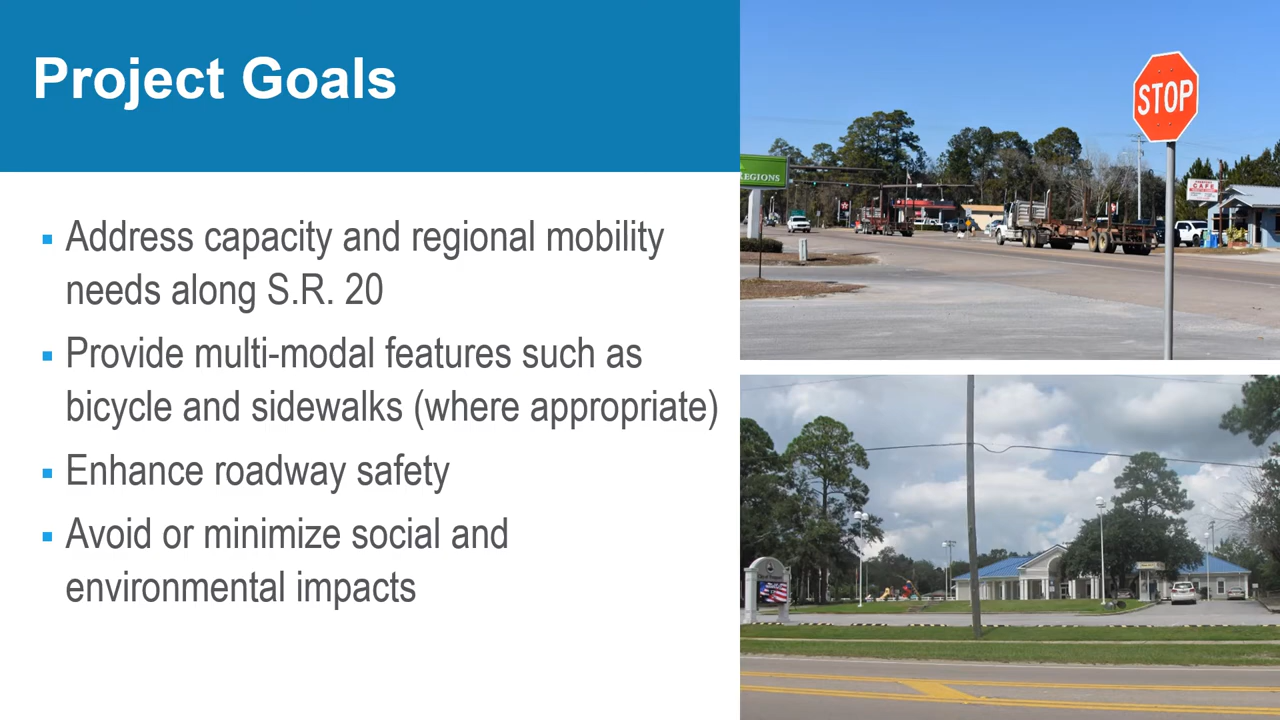 Project Goals
Address capacity and regional mobility
needs along S.R. 20
Provide multi-modal features such as
bicycle and sidewalks (where appropriate)
Enhance roadway safety
Avoid or minimize social and
environmental impacts
STOP
REGIONS
CAFE